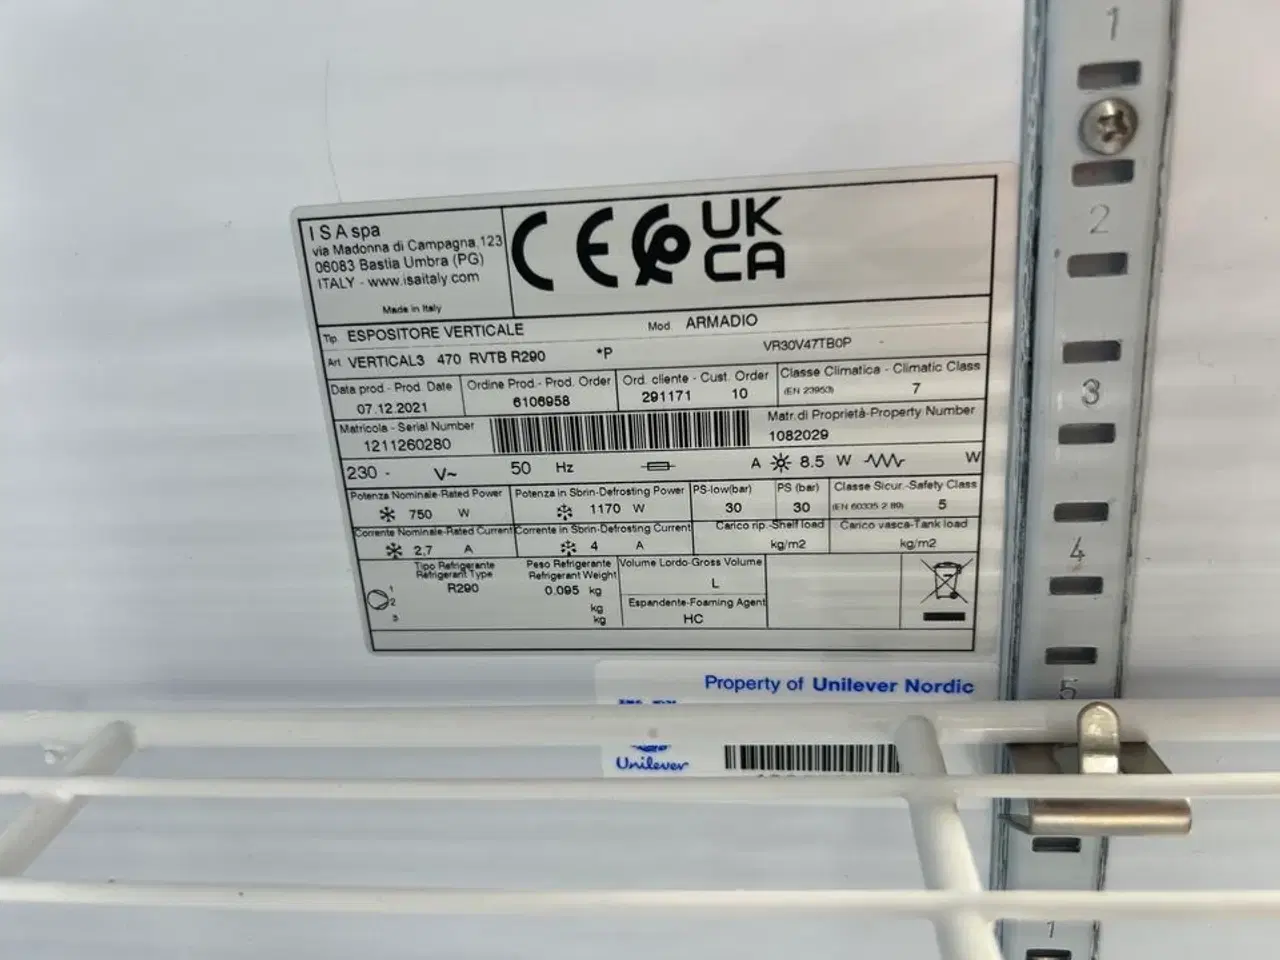 I S A spa
via Madonna di Campagna, 123
06083 Bastia Umbra (PG)
ITALY - www.isaitaly.com
Made in Italy
CE
UK
CA
Tip. ESPOSITORE VERTICALE Mod. ARMADIO
Art. VERTICAL3 470 RVTB R290 *P VR30V47TB0P
Data prod.- Prod. Date
07.12.2021
Ordine Prod.- Prod. Order
6106958
Ord. cliente - Cust. Order
291171 10
Classe Climatica - Climatic Class
(EN 23953) 7
Matricola - Serial Number
1211260280
Matr.di Proprietà-Property Number
1082029
230 - V~ 50 Hz A 8.5 W W
Potenza Nominale-Rated Power
750 W
Potenza in Sbrin-Defrosting Power
1170 W
PS-low(bar)
30
PS (bar)
30
Classe Sicur.-Safety Class
(EN 60335 2 89) 5
Corrente Nominale-Rated Current
2,7 A
Corrente in Sbrin-Defrosting Current
4 A
Carico rip.-Shelf load
kg/m2
Carico vasca-Tank load
kg/m2
Tipo Refrigerante
Refrigerant Type
1 R290
2
3
Peso Refrigerante
Refrigerant Weight
0.095 kg
kg
kg
Volume Lordo-Gross Volume
L
Espandente-Foaming Agent
HC
Property of Unilever Nordic
Unilever
1
2
3
4
5
1